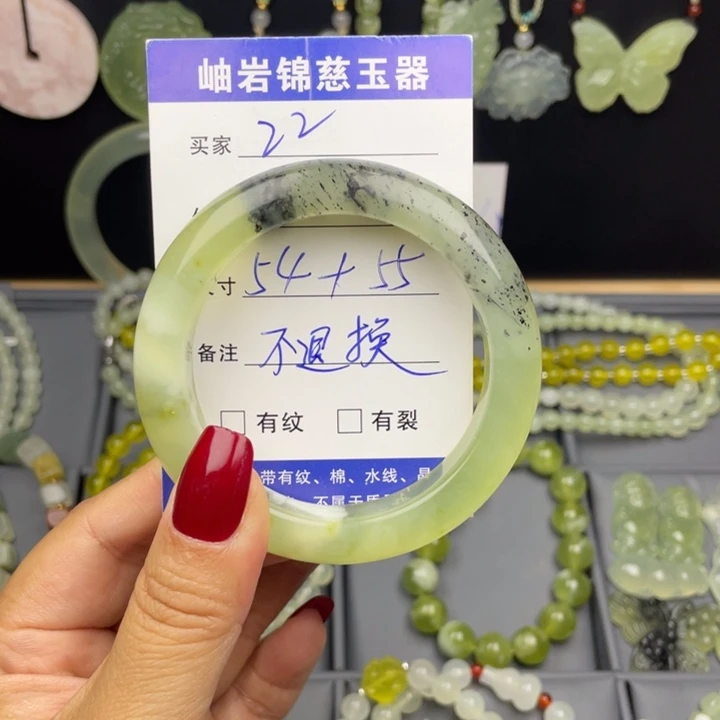 岫岩锦慈玉器
买家 22
寸 54+55
备注 不退换
□ 有纹 □ 有裂
带有纹、棉、水线、
不属于质